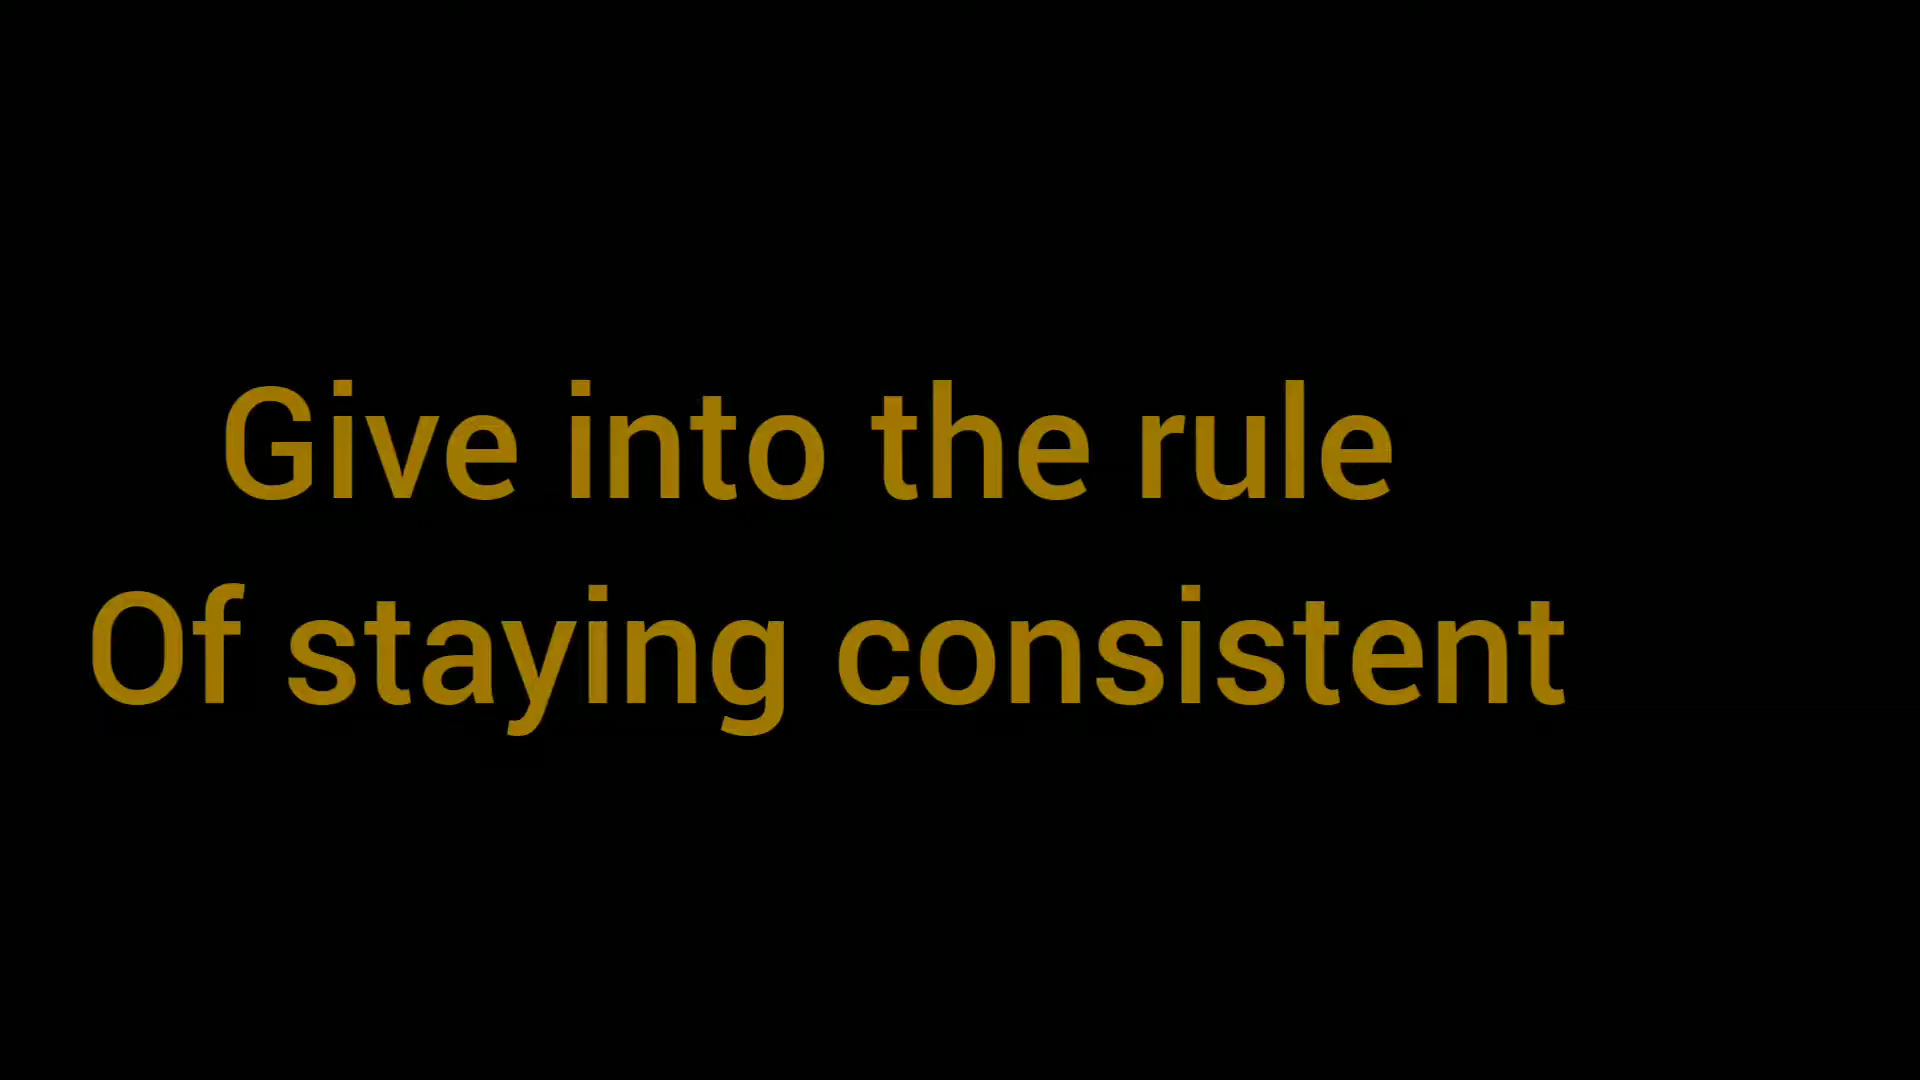 Give into the rule
Of staying consistent